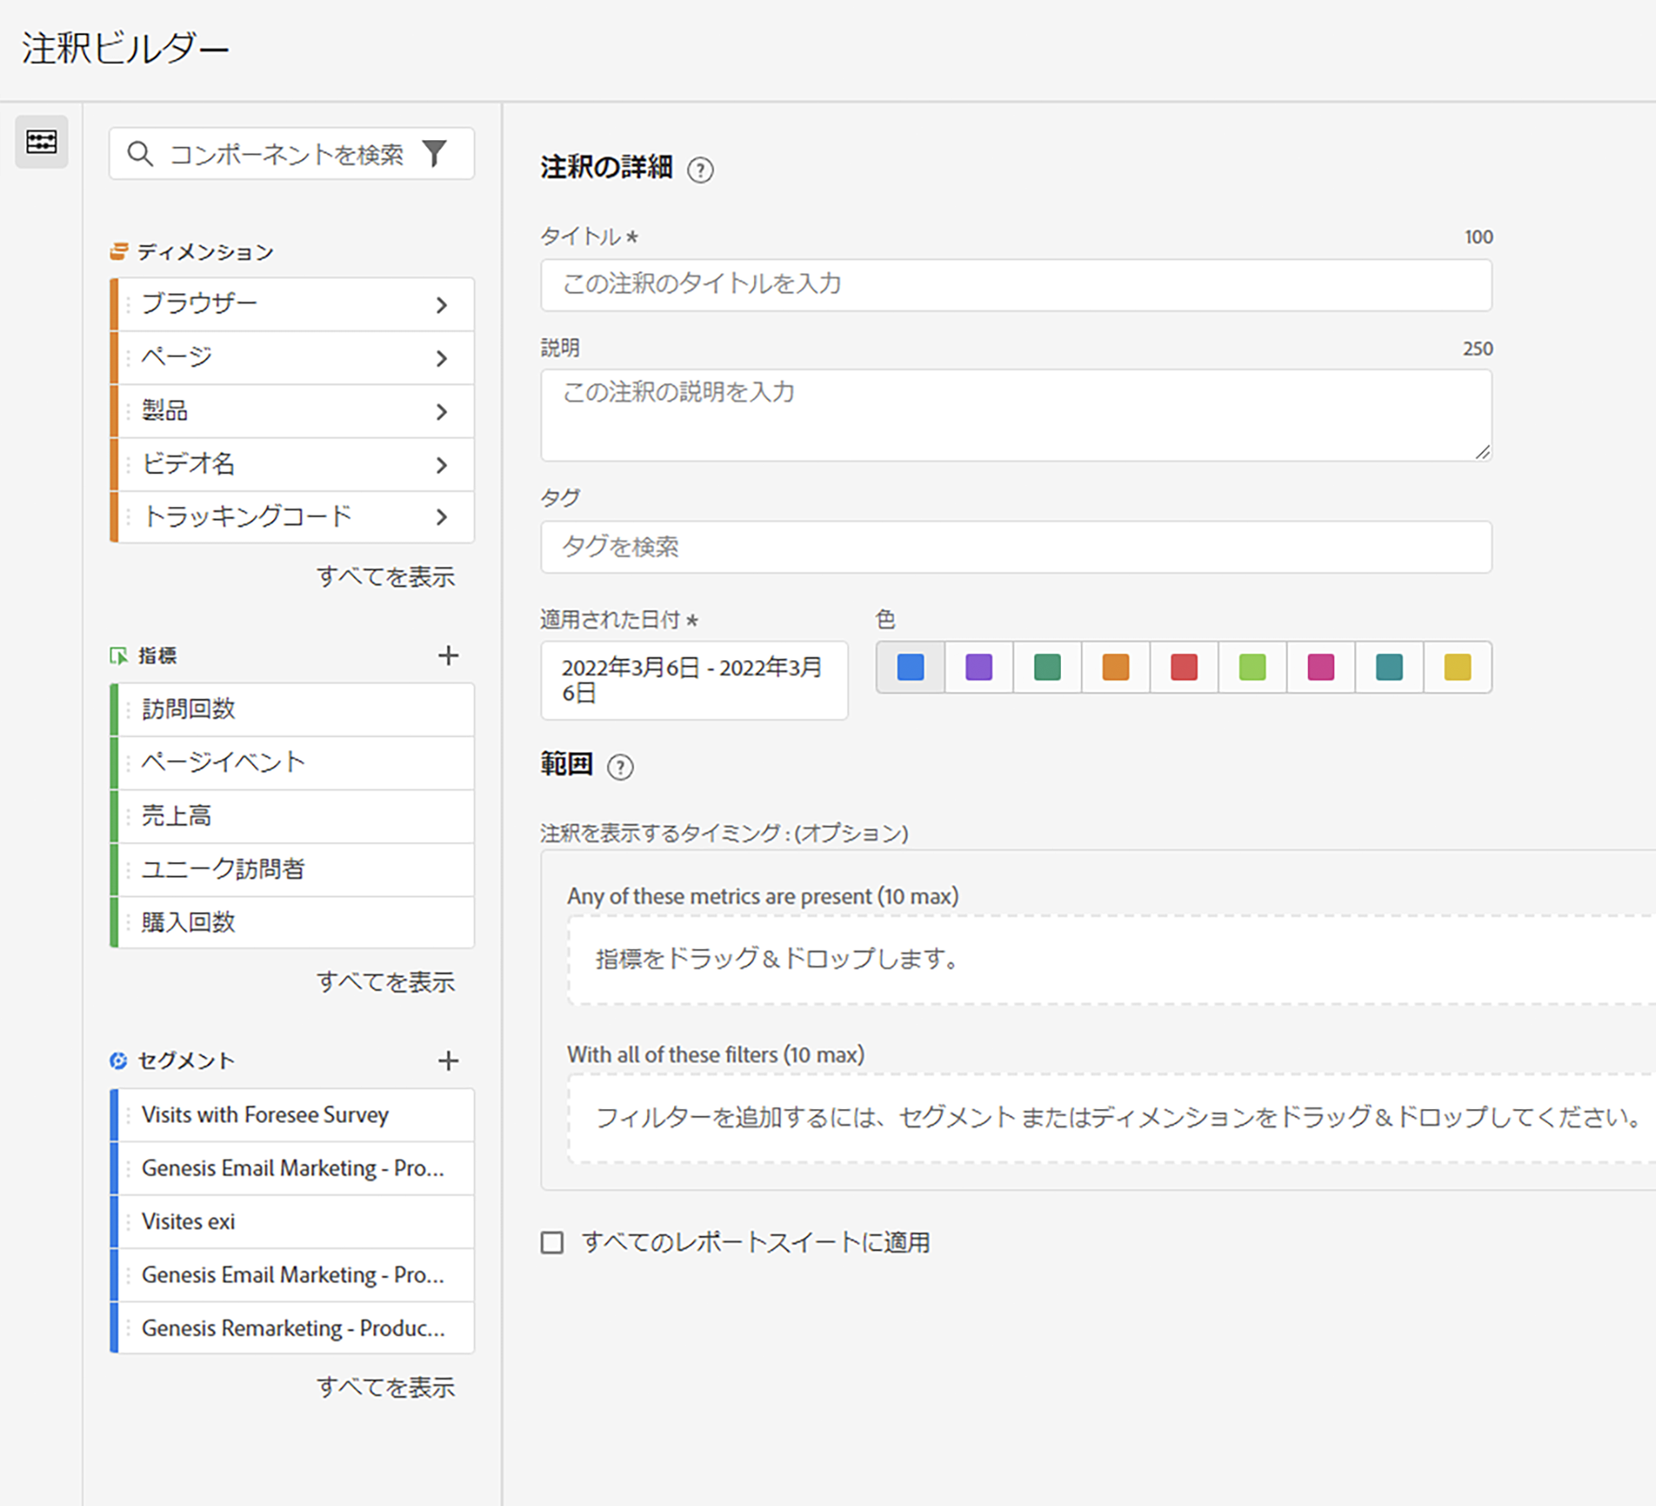 注釈ビルダー
コンポーネントを検索
ディメンション
ブラウザー
ページ
製品
ビデオ名
トラッキングコード
すべてを表示
指標
訪問回数
ページイベント
売上高
ユニーク訪問者
購入回数
すべてを表示
セグメント
Visits with Foresee Survey
Genesis Email Marketing - Pro...
Visites exi
Genesis Email Marketing - Pro...
Genesis Remarketing - Produc...
すべてを表示
注釈の詳細 ?
タイトル * 100
この注釈のタイトルを入力
説明 250
この注釈の説明を入力
タグ
タグを検索
適用された日付 * 色
2022年3月6日 - 2022年3月
6日
範囲 ?
注釈を表示するタイミング : (オプション)
Any of these metrics are present (10 max)
指標をドラッグ＆ドロップします。
With all of these filters (10 max)
フィルターを追加するには、セグメント またはディメンションをドラッグ＆ドロップしてください。
すべてのレポートスイートに適用